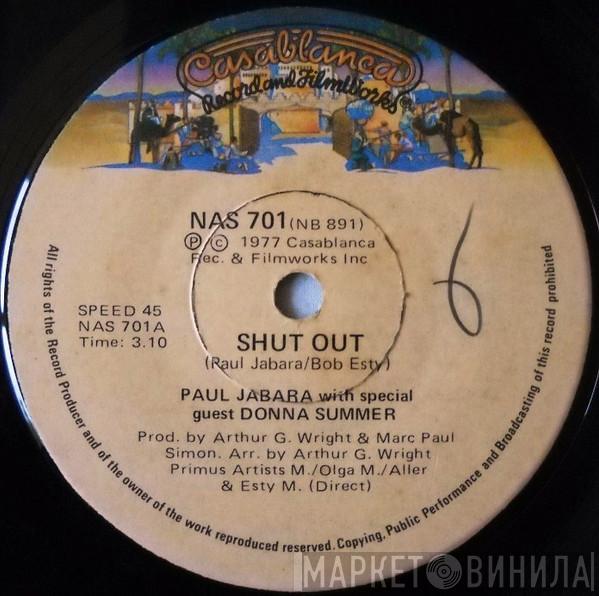 Casablanca
Record and FilmWorks
NAS 701 (NB 891)
Ⓟ © 1977 Casablanca
Rec. & Filmworks Inc
SPEED 45
NAS 701A
Time: 3.10
SHUT OUT
(Paul Jabara/Bob Esty)
PAUL JABARA with special
guest DONNA SUMMER
Prod. by Arthur G. Wright & Marc Paul
Simon. Arr. by Arthur G. Wright
Primus Artists M./Olga M./Aller
& Esty M. (Direct)
All rights of the Record Producer and of the owner of the work reproduced reserved. Copying, Public Performance and Broadcasting of this record prohibited
МАРКЕТ ВИНИЛА